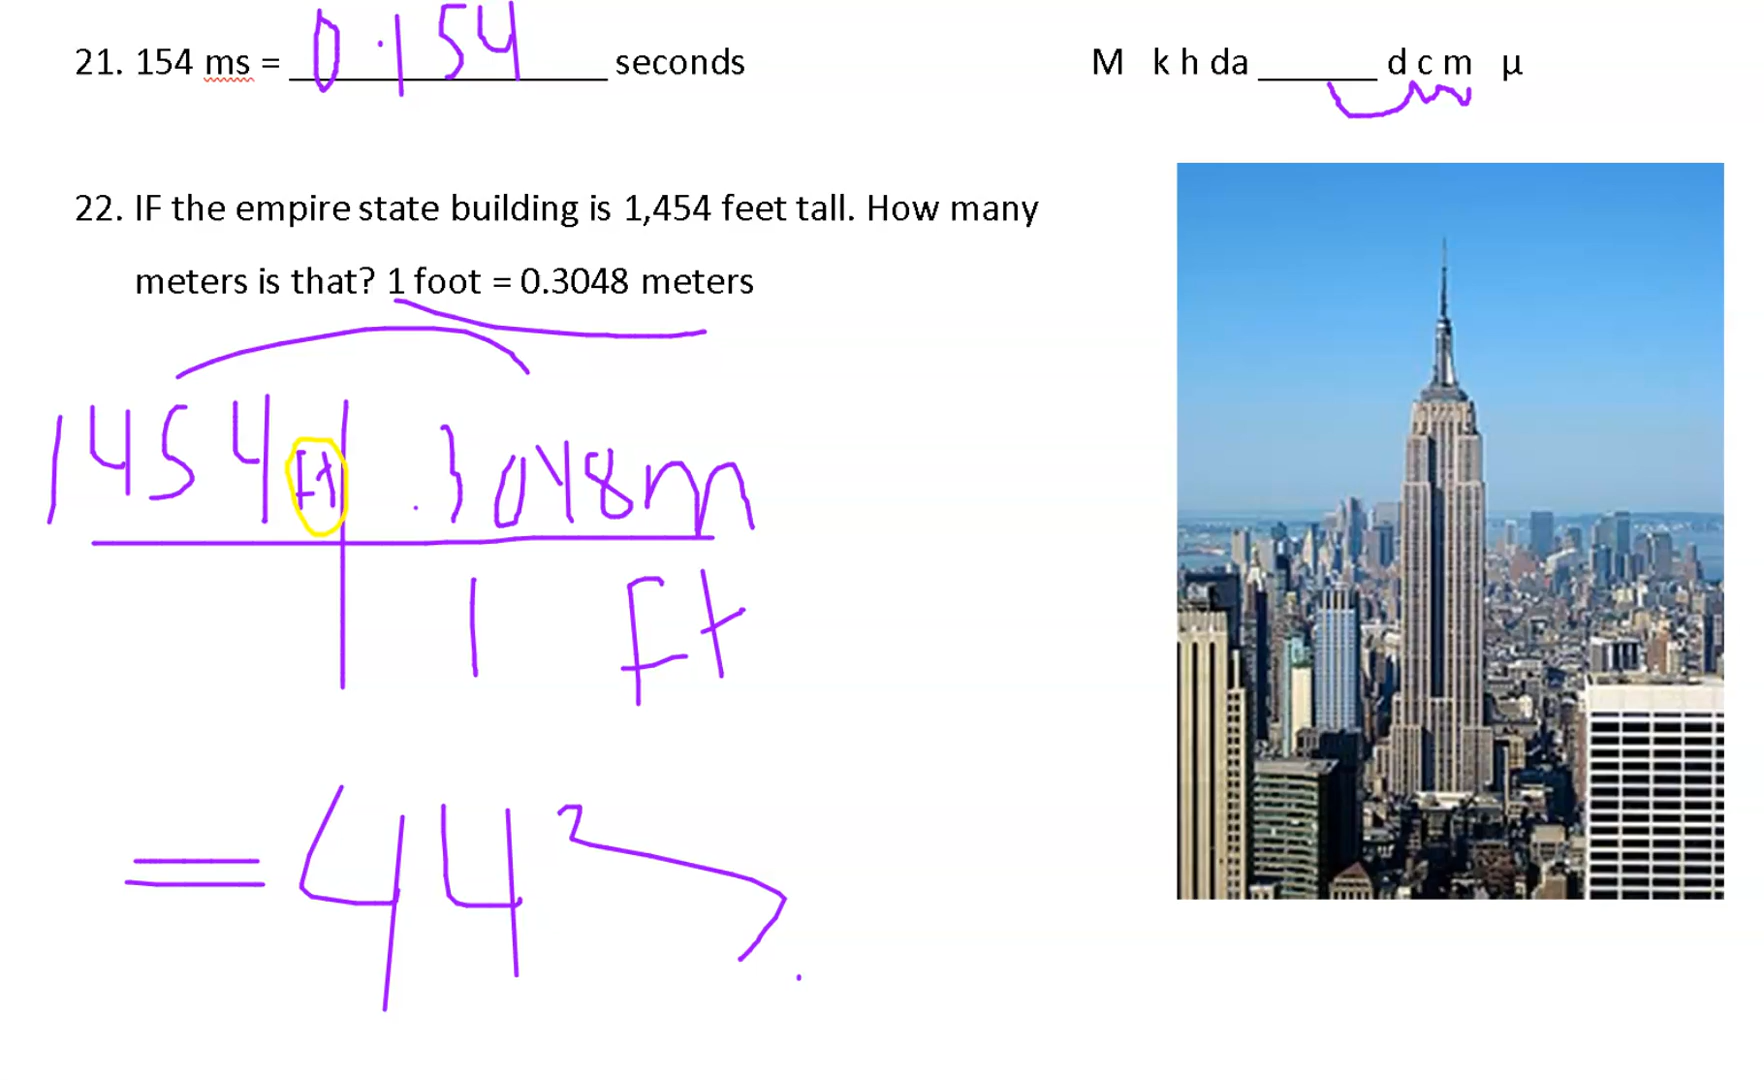 21. 154 ms = 0.154 seconds
M k h da ______ d c m µ
22. IF the empire state building is 1,454 feet tall. How many
meters is that? 1 foot = 0.3048 meters
1454 Ft .3048m
1 Ft
= 443.